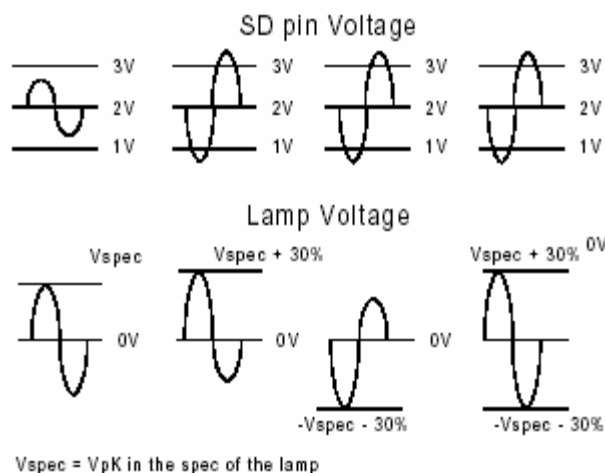 SD pin Voltage
3V 3V 3V 3V
2V 2V 2V 2V
1V 1V 1V 1V
Lamp Voltage
Vspec Vspec + 30% Vspec + 30% 0V
0V 0V 0V
-Vspec - 30% -Vspec - 30%
Vspec = VpK in the spec of the lamp